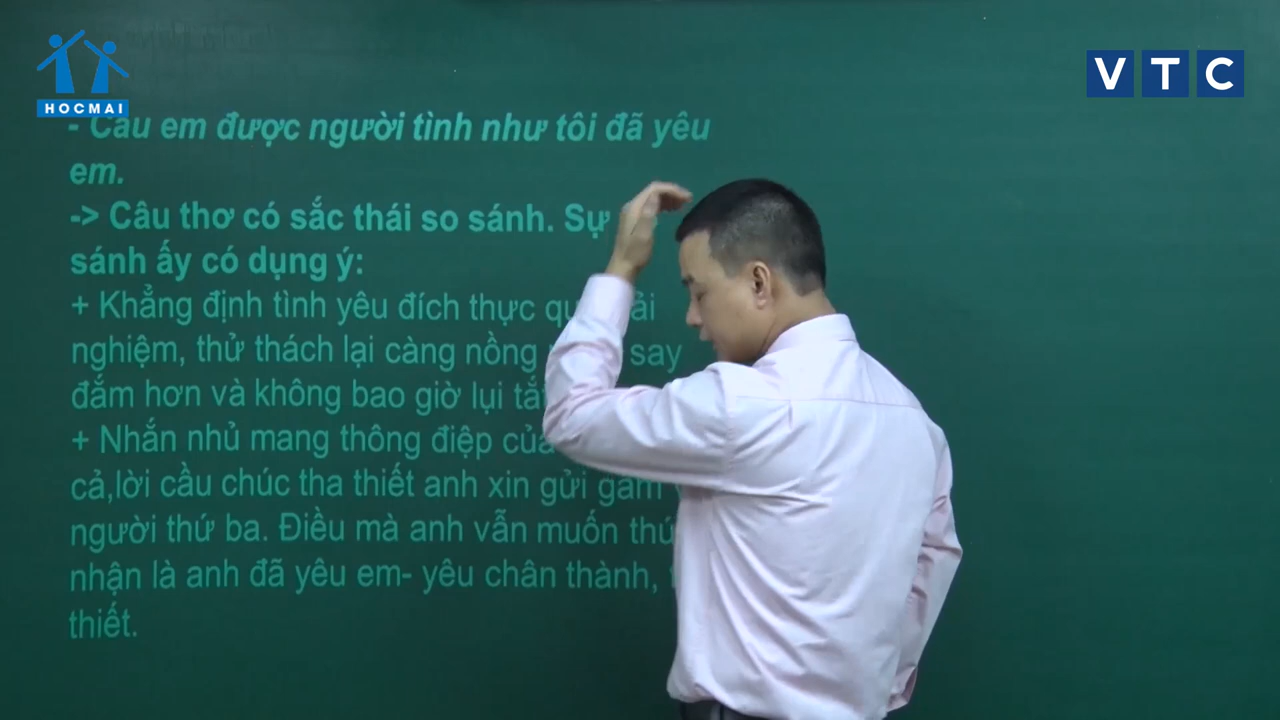 HOCMAI
VTC
- Cầu em được người tình như tôi đã yêu
em.
-> Câu thơ có sắc thái so sánh. Sự
sánh ấy có dụng ý:
+ Khẳng định tình yêu đích thực ải
nghiệm, thử thách lại càng nồng say
đắm hơn và không bao giờ lụi
+ Nhắn nhủ mang thông điệp của
cả,lời cầu chúc tha thiết anh xin gửi gắm
người thứ ba. Điều mà anh vẫn muốn
nhận là anh đã yêu em- yêu chân thành,
thiết.